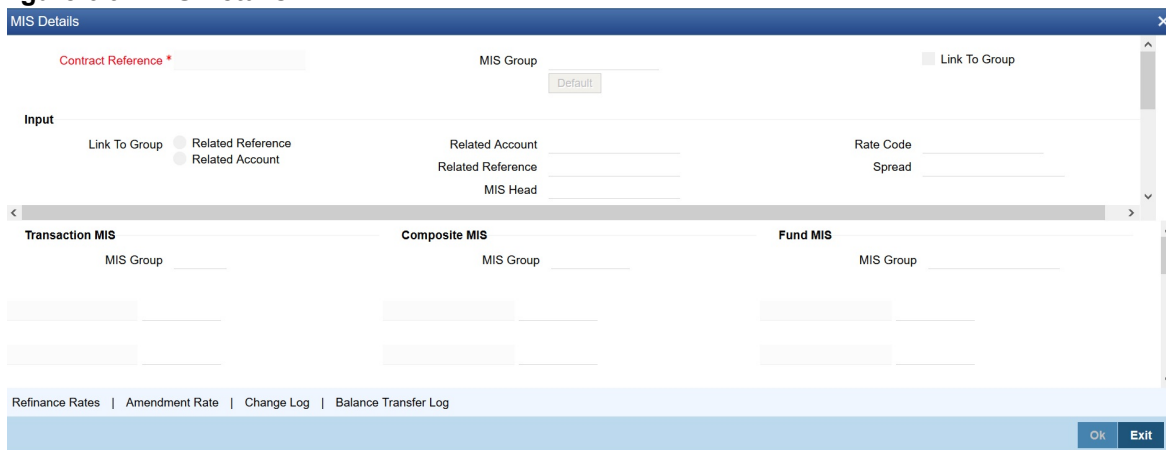 MIS Details
Contract Reference * MIS Group Link To Group
Default
Input
Link To Group Related Reference Related Account Rate Code
Related Account Related Reference Spread
MIS Head
Transaction MIS Composite MIS Fund MIS
MIS Group MIS Group MIS Group
Refinance Rates | Amendment Rate | Change Log | Balance Transfer Log
Ok Exit